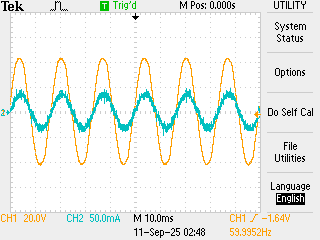 Tek T Trig'd M Pos: 0.000s UTILITY
System
Status
Options
Do Self Cal
File
Utilities
Language
English
2
CH1 20.0V CH2 50.0mA M 10.0ms CH1 / -1.64V
11-Sep-25 02:48 59.9952Hz